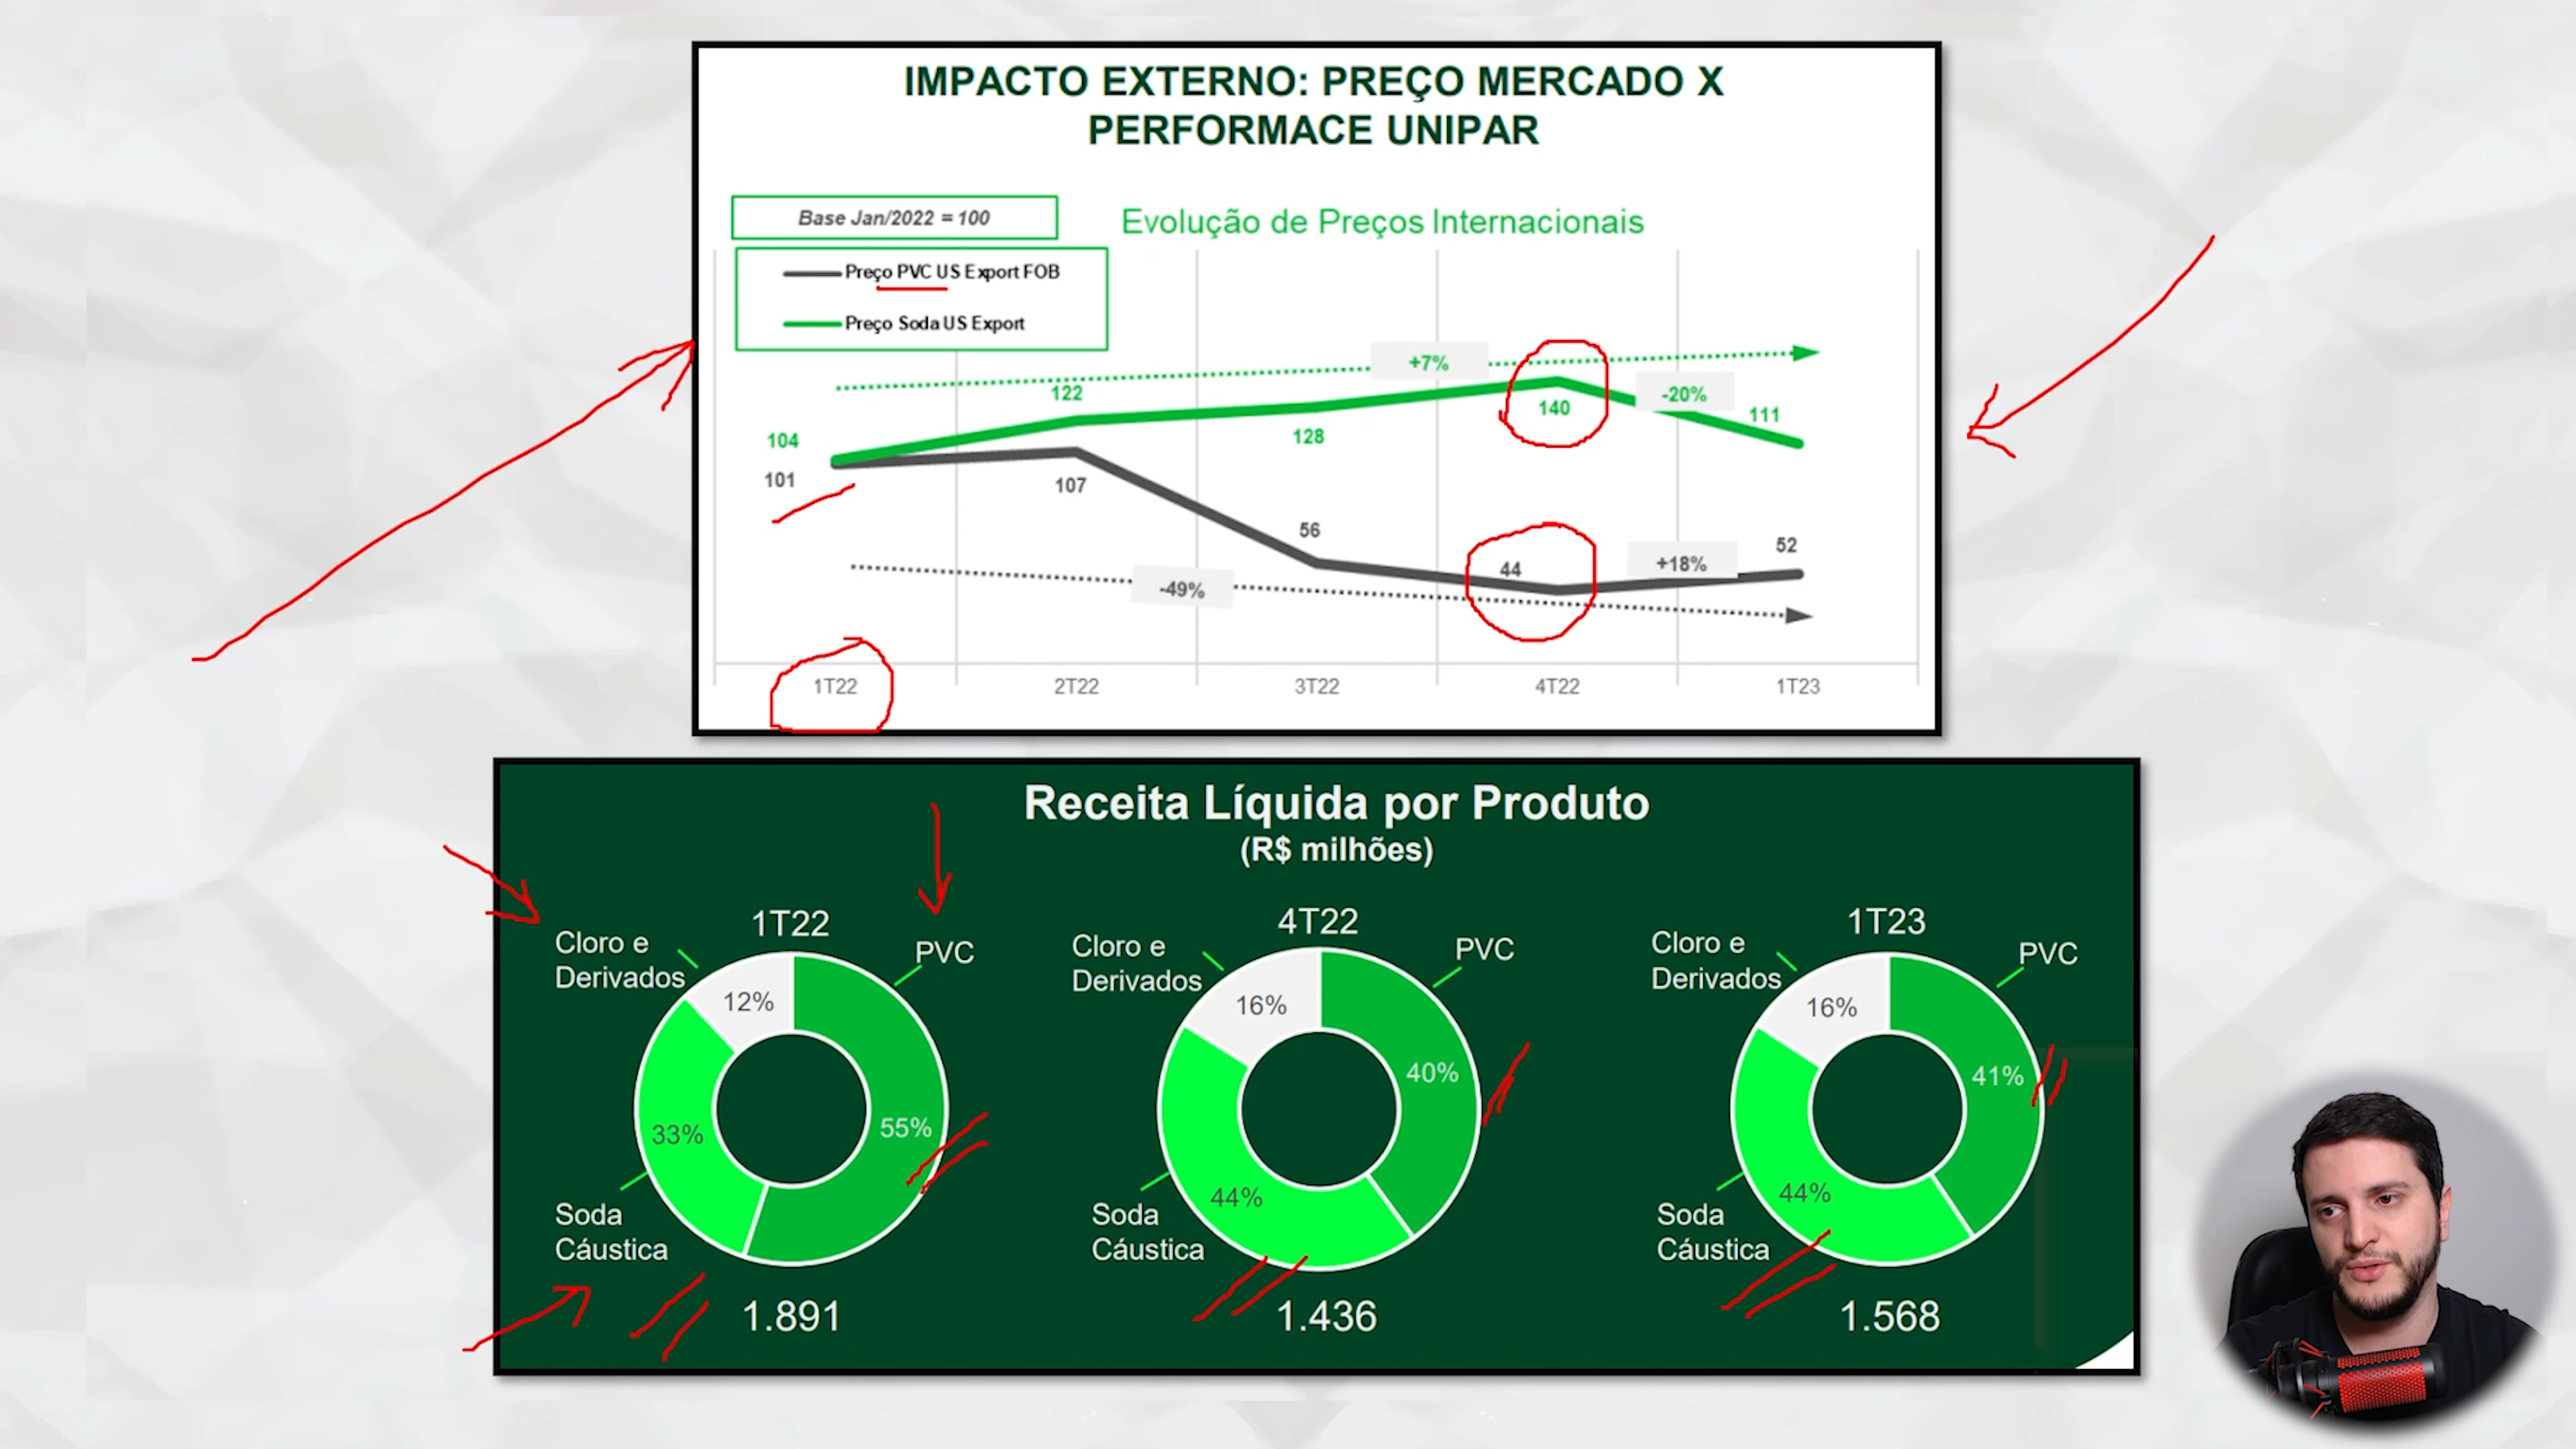 IMPACTO EXTERNO: PREÇO MERCADO X
PERFORMACE UNIPAR
Base Jan/2022 = 100
Evolução de Preços Internacionais
Preço PVC US Export FOB
Preço Soda US Export
+7%
122
140
-20%
111
104
128
101
107
56
44
+18%
52
-49%
1T22
2T22
3T22
4T22
1T23
Receita Líquida por Produto
(R$ milhões)
1T22
Cloro e
Derivados
PVC
12%
33%
55%
Soda
Cáustica
1.891
4T22
Cloro e
Derivados
PVC
16%
40%
44%
Soda
Cáustica
1.436
1T23
Cloro e
Derivados
PVC
16%
41%
44%
Soda
Cáustica
1.568